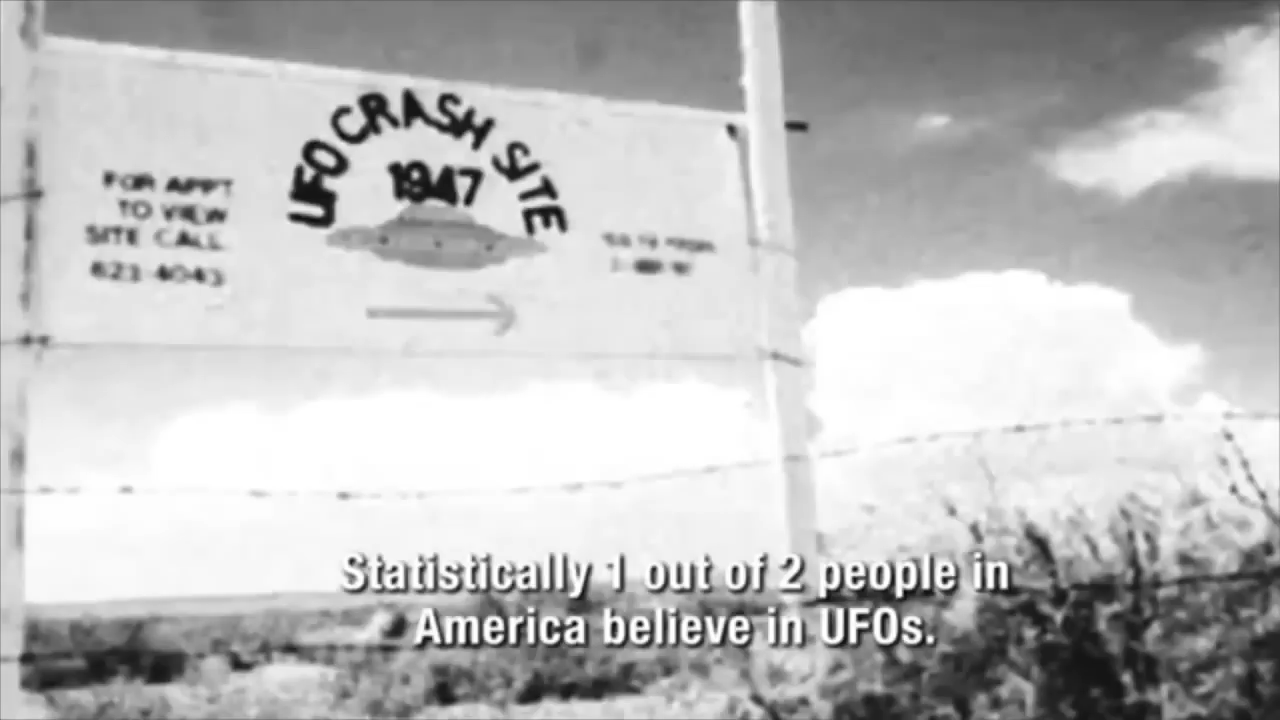 UFO CRASH SITE
1947
FOR APPT
TO VIEW
SITE CALL
623-4043
Statistically 1 out of 2 people in
America believe in UFOs.